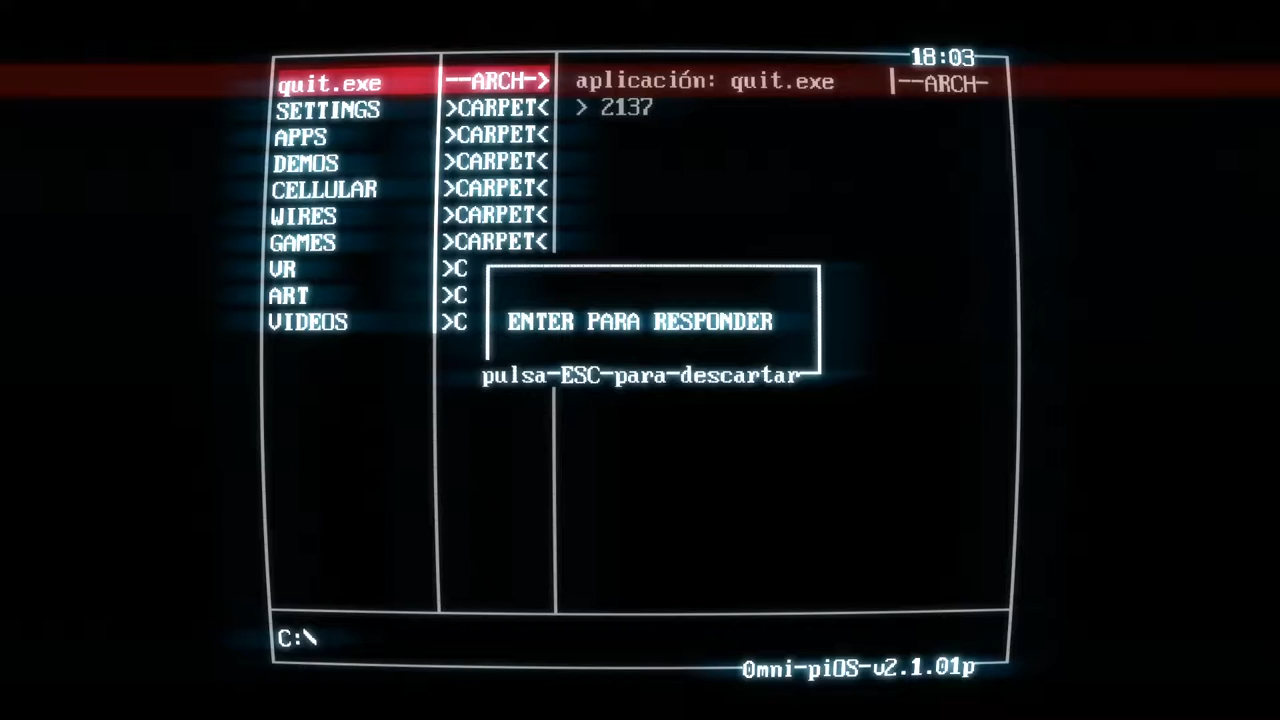 18:03
quit.exe --ARCH-> aplicación: quit.exe --ARCH-
SETTINGS >CARPET< > 2137
APPS >CARPET<
DEMOS >CARPET<
CELLULAR >CARPET<
WIRES >CARPET<
GAMES >CARPET<
VR >C
ART >C
VIDEOS >C
ENTER PARA RESPONDER
pulsa-ESC-para-descartar
C:\
Omni-piOS-v2.1.01p